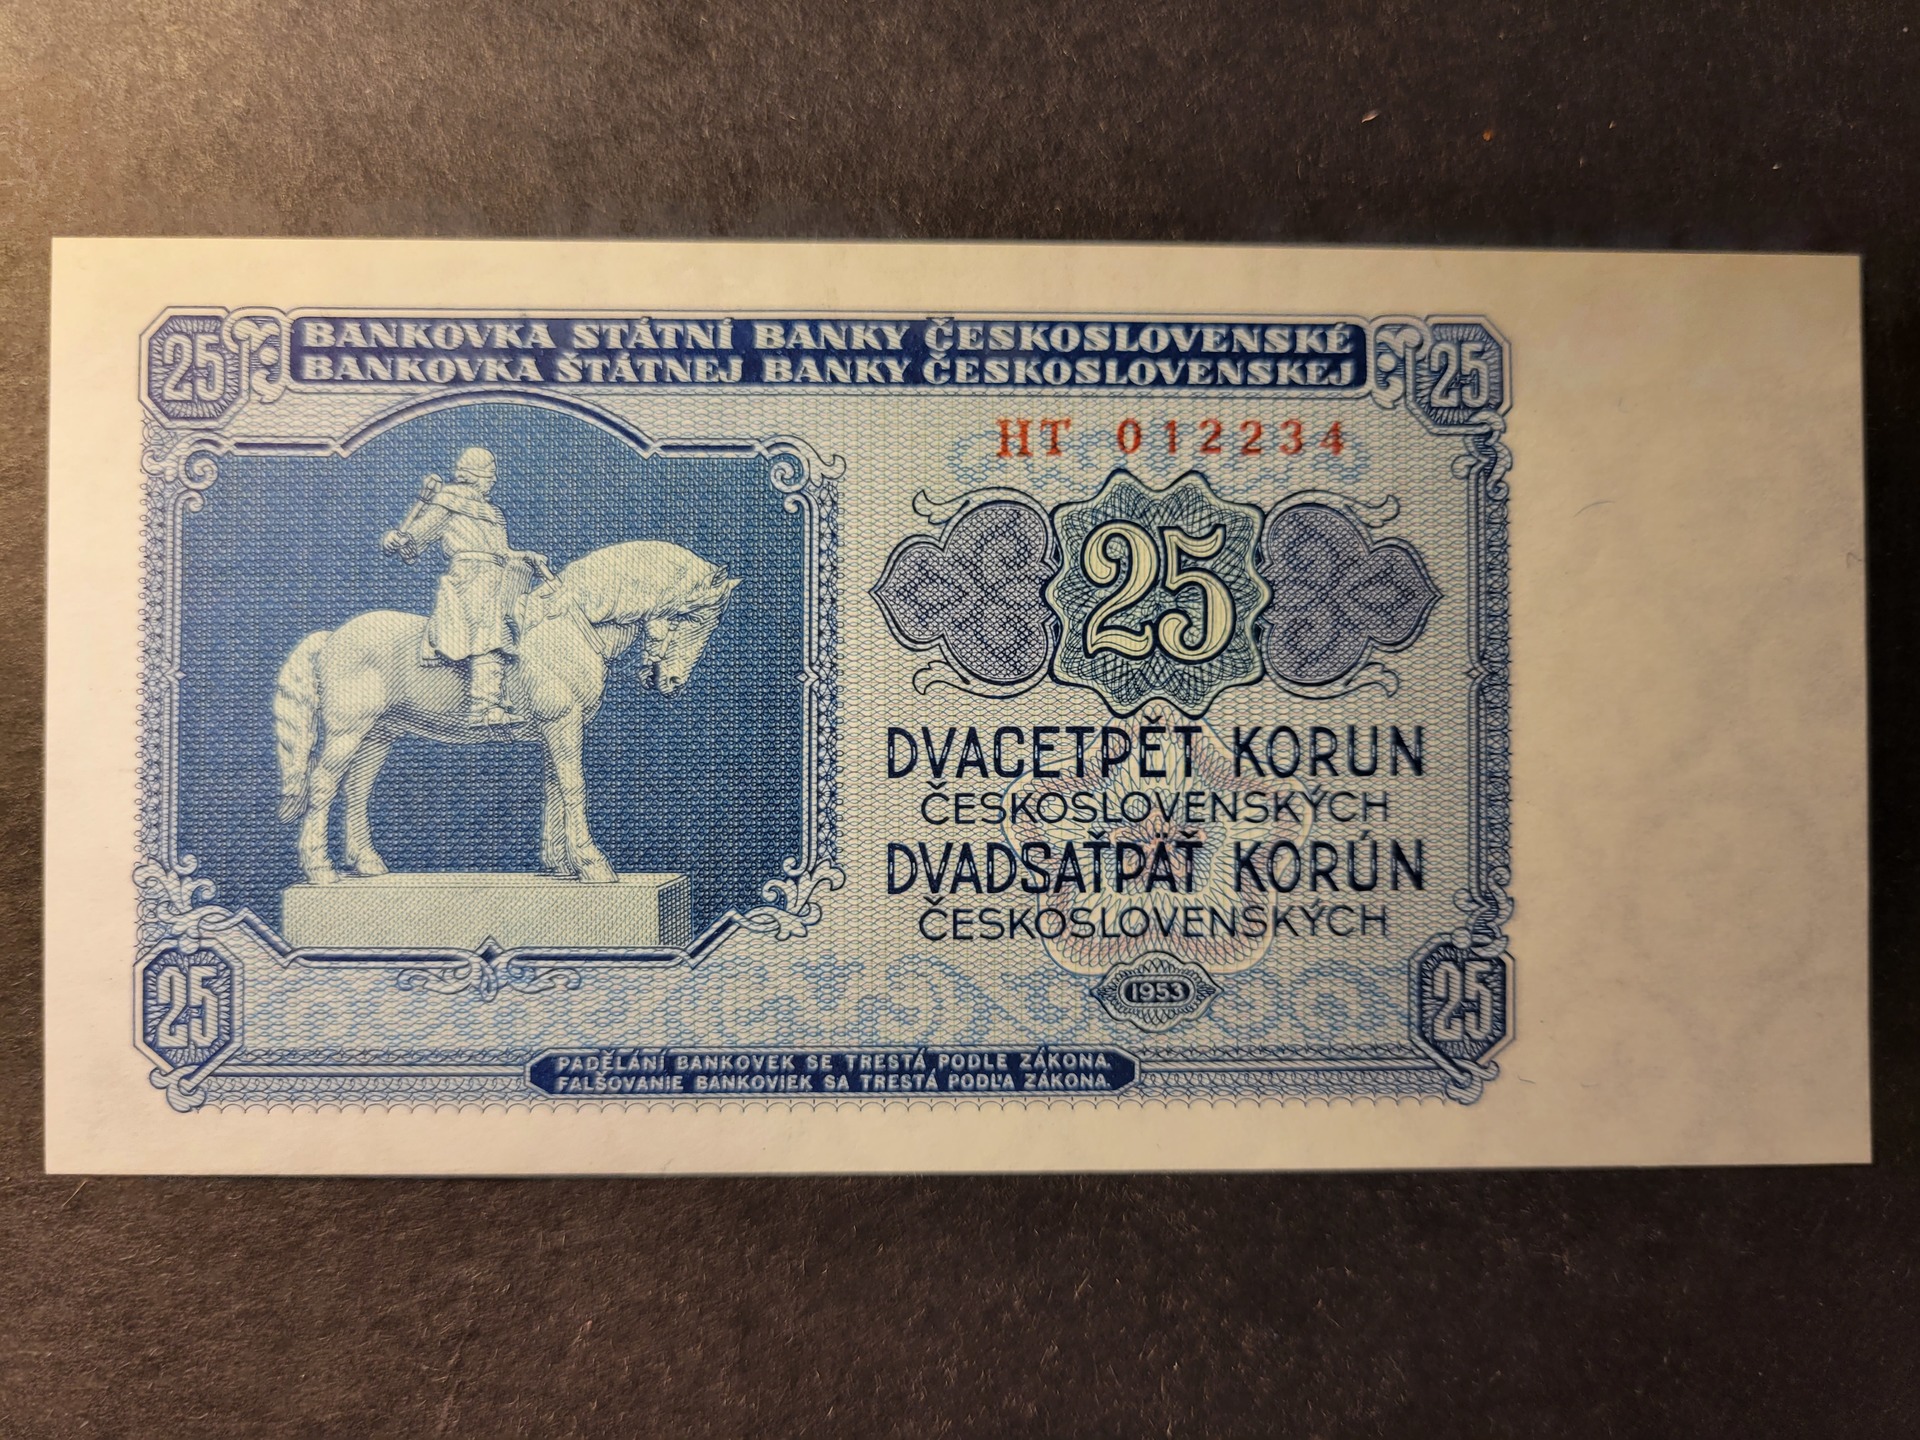 25 BANKOVKA STÁTNÍ BANKY ČESKOSLOVENSKÉ 25
BANKOVKA ŠTÁTNEJ BANKY ČESKOSLOVENSKEJ
HT 012234
25
DVACETPĚT KORUN
ČESKOSLOVENSKÝCH
DVADSAŤPÄŤ KORÚN
ČESKOSLOVENSKÝCH
25 1953 25
PADĚLÁNÍ BANKOVEK SE TRESTÁ PODLE ZÁKONA.
FALŠOVANIE BANKOVIEK SA TRESTÁ PODĽA ZÁKONA.